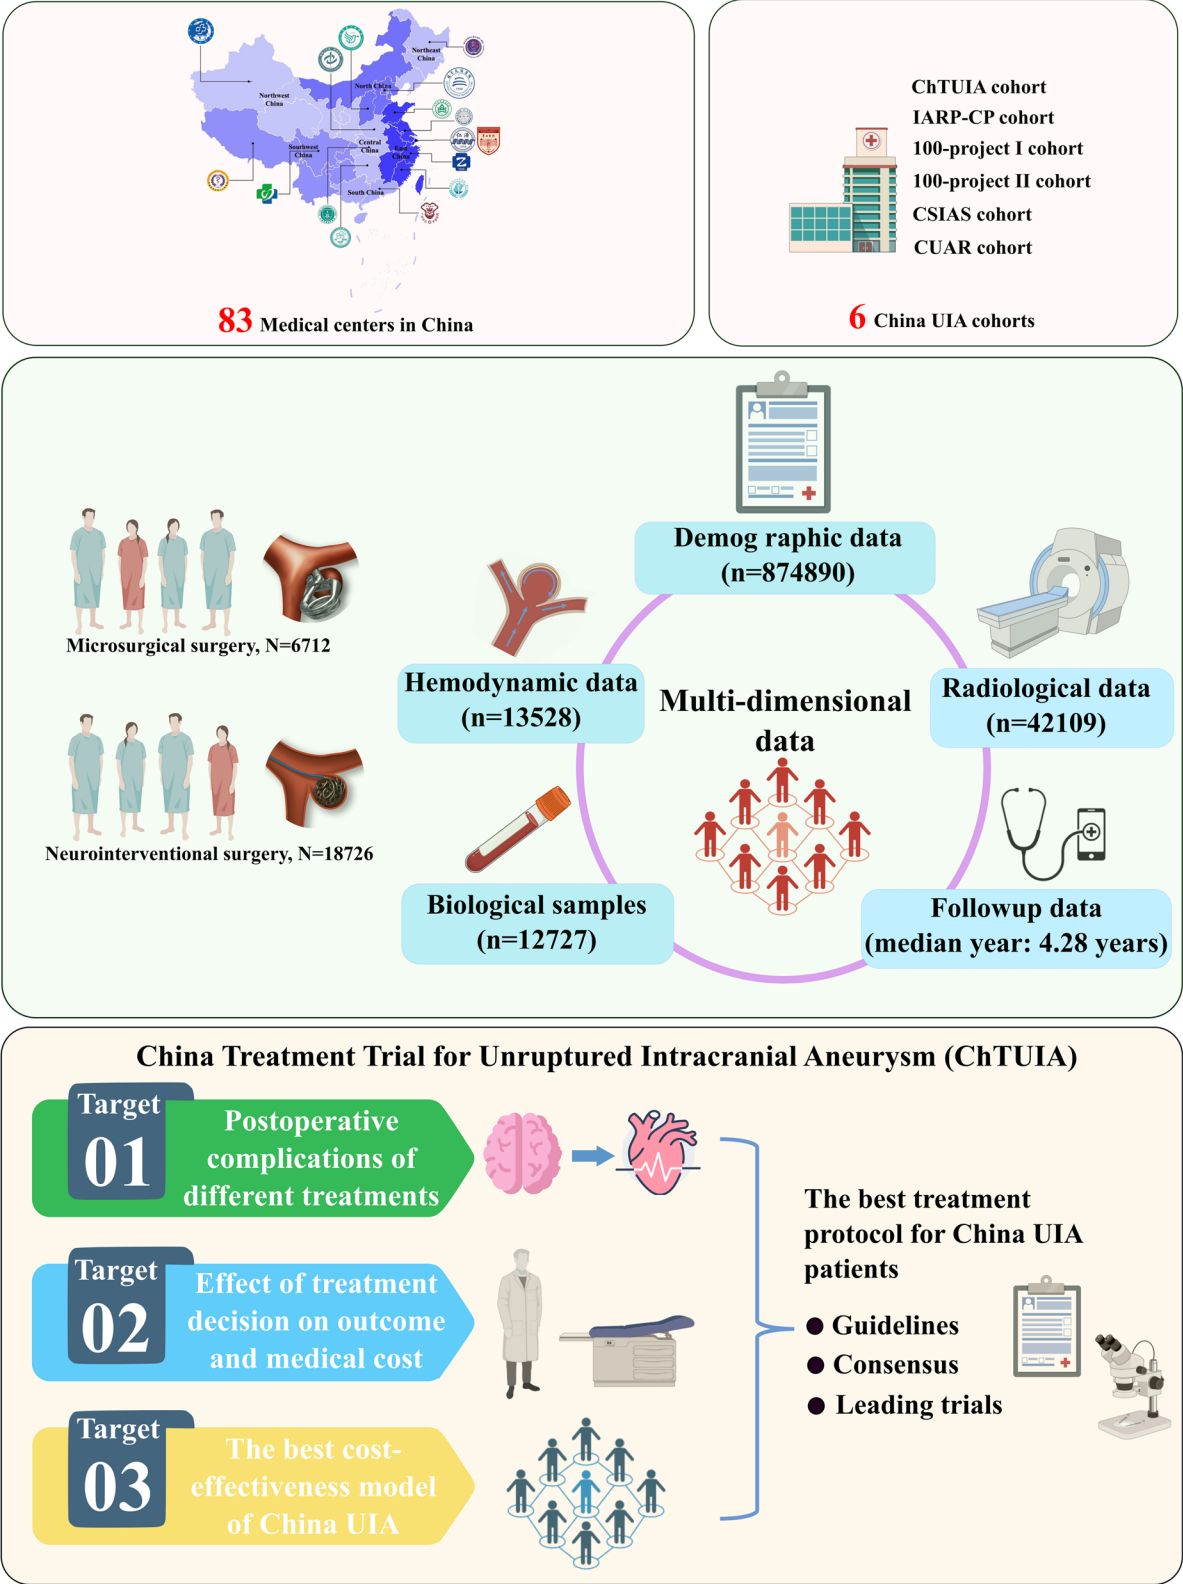 Northeast
China
North China
Northwest
China
Central
China
East
China
Southwest
China
South China
83 Medical centers in China
ChTUIA cohort
IARP-CP cohort
100-project I cohort
100-project II cohort
CSIAS cohort
CUAR cohort
6 China UIA cohorts
Microsurgical surgery, N=6712
Neurointerventional surgery, N=18726
Demog raphic data
(n=874890)
Hemodynamic data
(n=13528)
Radiological data
(n=42109)
Multi-dimensional
data
Biological samples
(n=12727)
Followup data
(median year: 4.28 years)
China Treatment Trial for Unruptured Intracranial Aneurysm (ChTUIA)
Target
01
Postoperative
complications of
different treatments
Target
02
Effect of treatment
decision on outcome
and medical cost
Target
03
The best cost-
effectiveness model
of China UIA
The best treatment
protocol for China UIA
patients
● Guidelines
● Consensus
● Leading trials